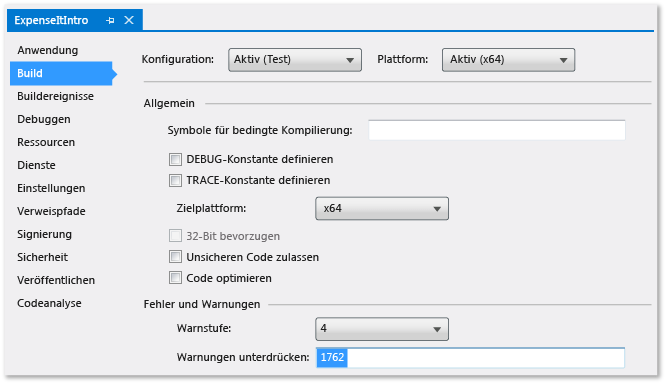 ExpenseItIntro
Anwendung
Build
Buildereignisse
Debuggen
Ressourcen
Dienste
Einstellungen
Verweispfade
Signierung
Sicherheit
Veröffentlichen
Codeanalyse
Konfiguration: Aktiv (Test) Plattform: Aktiv (x64)
Allgemein
Symbole für bedingte Kompilierung:
DEBUG-Konstante definieren
TRACE-Konstante definieren
Zielplattform: x64
32-Bit bevorzugen
Unsicheren Code zulassen
Code optimieren
Fehler und Warnungen
Warnstufe: 4
Warnungen unterdrücken: 1762